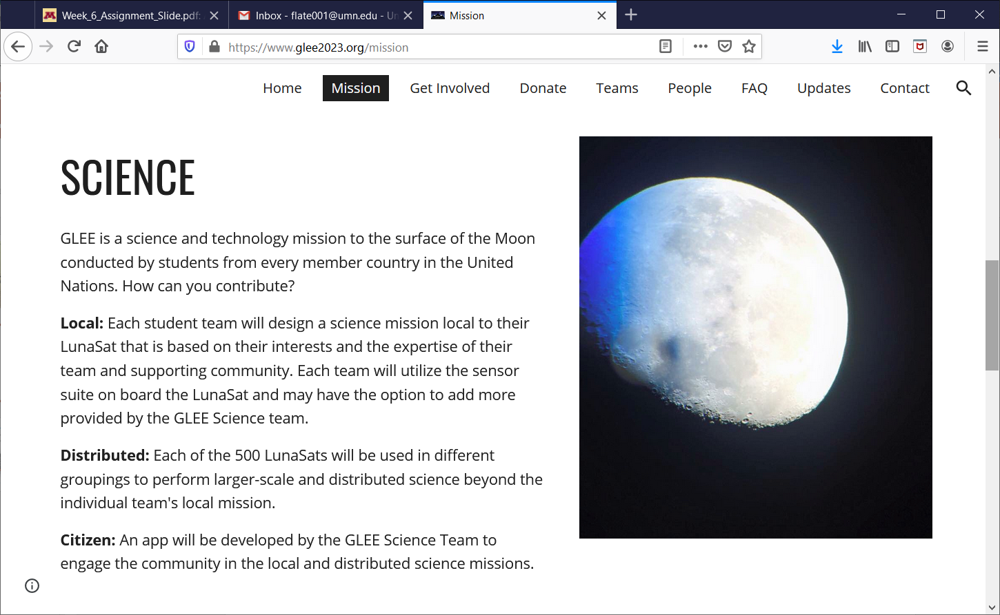 Week_6_Assignment_Slide.pdf:
Inbox - flate001@umn.edu - Un
Mission
https://www.glee2023.org/mission
Home Mission Get Involved Donate Teams People FAQ Updates Contact
SCIENCE
GLEE is a science and technology mission to the surface of the Moon
conducted by students from every member country in the United
Nations. How can you contribute?
Local: Each student team will design a science mission local to their
LunaSat that is based on their interests and the expertise of their
team and supporting community. Each team will utilize the sensor
suite on board the LunaSat and may have the option to add more
provided by the GLEE Science team.
Distributed: Each of the 500 LunaSats will be used in different
groupings to perform larger-scale and distributed science beyond the
individual team's local mission.
Citizen: An app will be developed by the GLEE Science Team to
engage the community in the local and distributed science missions.